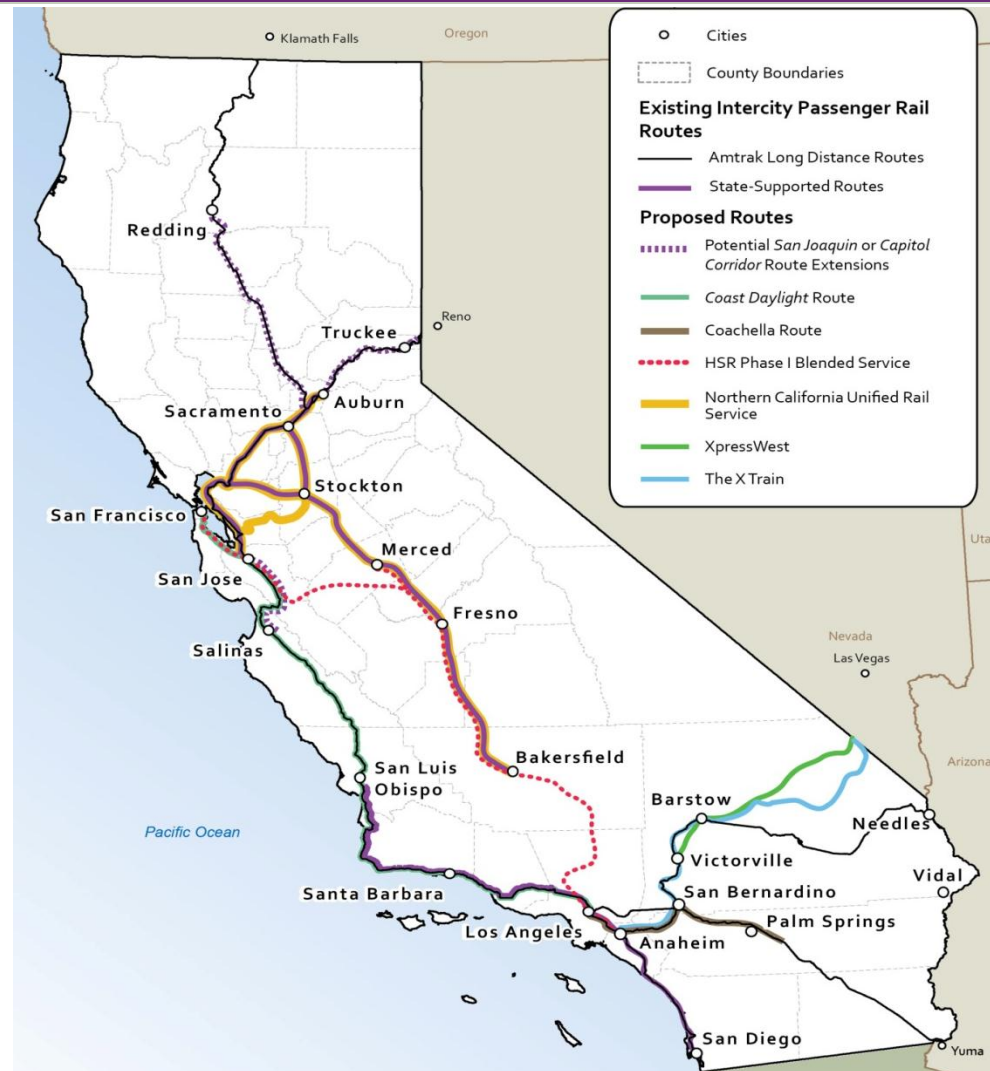 Klamath Falls
Oregon
Redding
Truckee
Reno
Sacramento
Auburn
Stockton
San Francisco
Merced
San Jose
Fresno
Salinas
Nevada
Las Vegas
Utah
Arizona
San Luis
Obispo
Bakersfield
Barstow
Needles
Pacific Ocean
Victorville
Vidal
Santa Barbara
San Bernardino
Palm Springs
Los Angeles
Anaheim
San Diego
Yuma
Cities
County Boundaries
Existing Intercity Passenger Rail
Routes
Amtrak Long Distance Routes
State-Supported Routes
Proposed Routes
Potential San Joaquin or Capitol
Corridor Route Extensions
Coast Daylight Route
Coachella Route
HSR Phase I Blended Service
Northern California Unified Rail
Service
XpressWest
The X Train